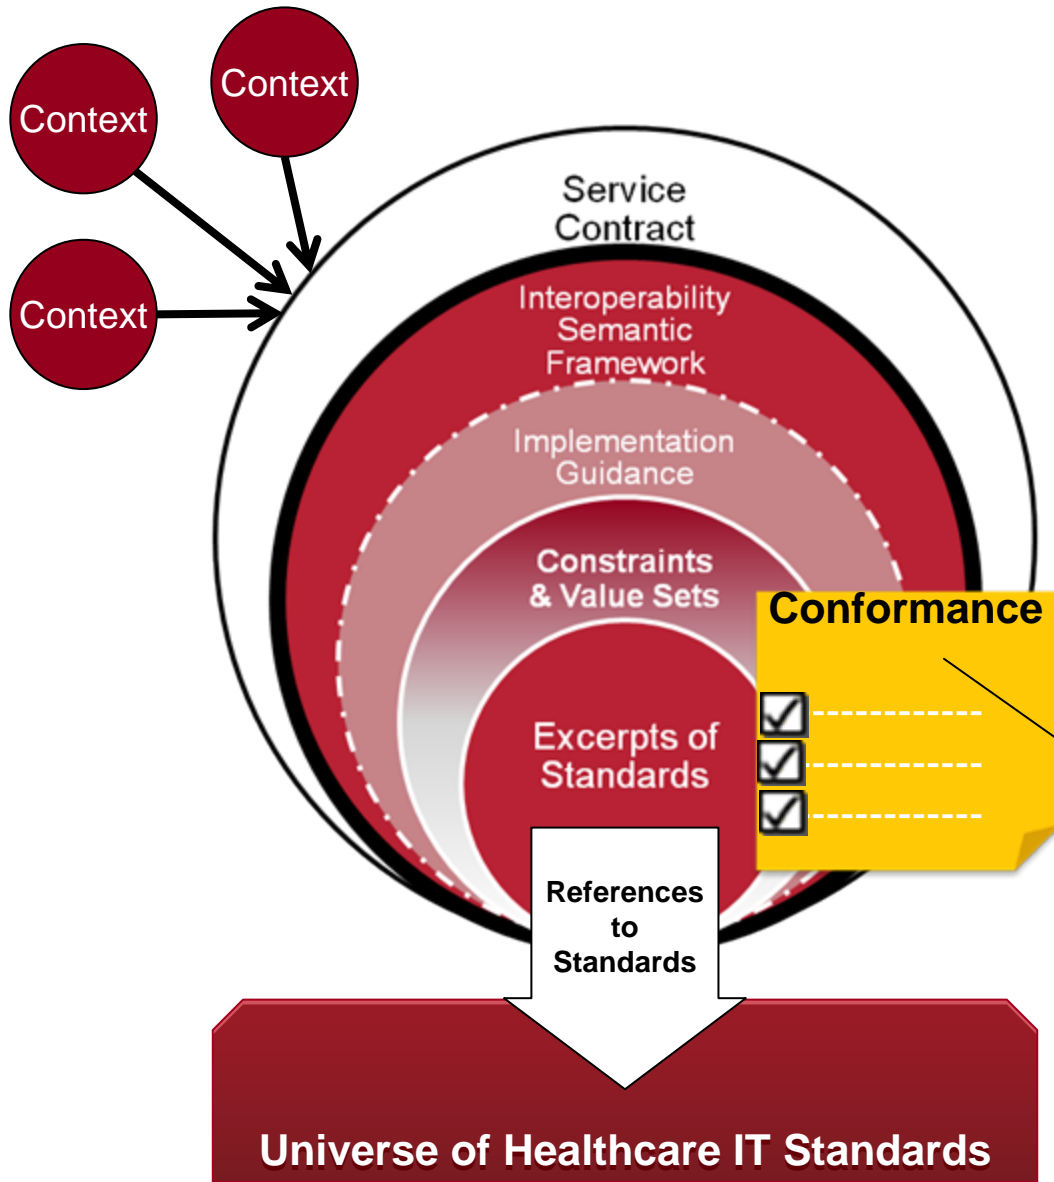 Context
Context
Context
Service
Contract
Interoperability
Semantic
Framework
Implementation
Guidance
Constraints
& Value Sets
Conformance
Excerpts of
Standards
References
to
Standards
Universe of Healthcare IT Standards